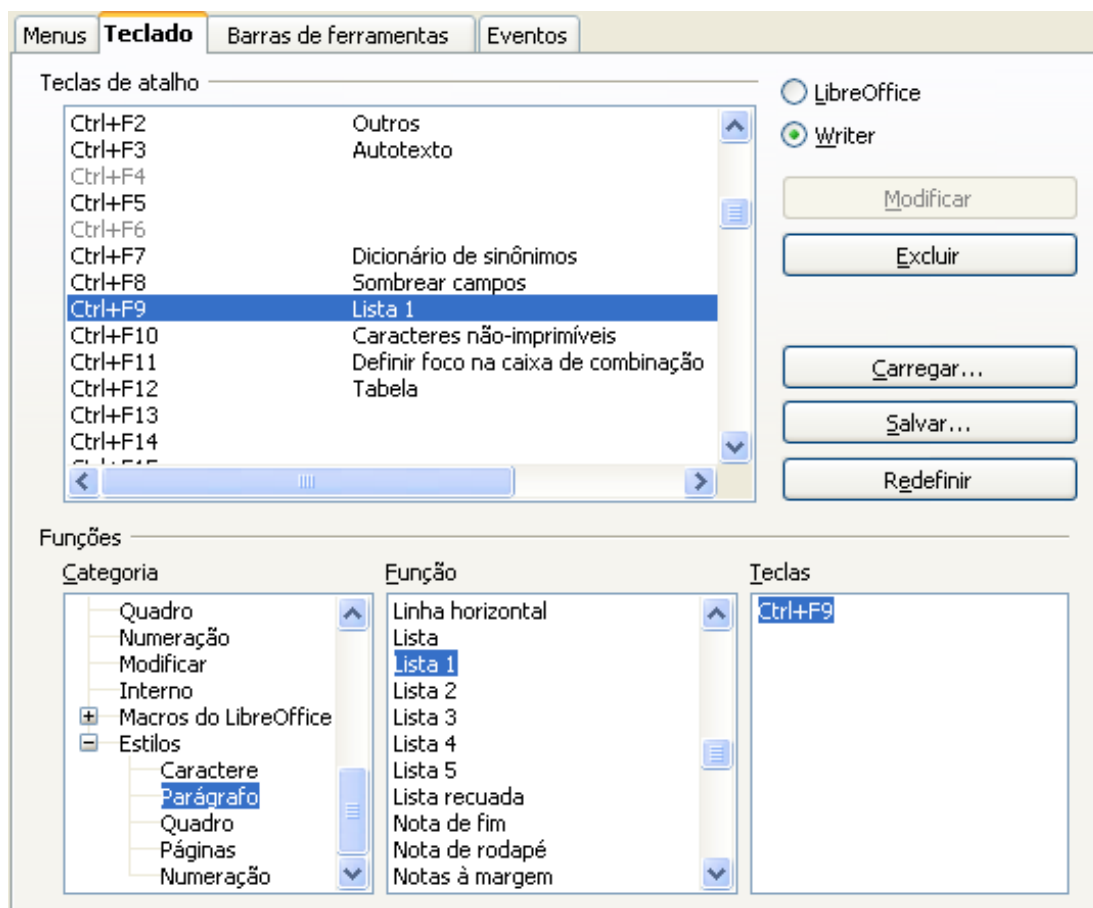 Menus Teclado Barras de ferramentas Eventos
Teclas de atalho
Ctrl+F2 Outros
Ctrl+F3 Autotexto
Ctrl+F4
Ctrl+F5
Ctrl+F6
Ctrl+F7 Dicionário de sinônimos
Ctrl+F8 Sombrear campos
Ctrl+F9 Lista 1
Ctrl+F10 Caracteres não-imprimíveis
Ctrl+F11 Definir foco na caixa de combinação
Ctrl+F12 Tabela
Ctrl+F13
Ctrl+F14
LibreOffice
Writer
Modificar
Excluir
Carregar...
Salvar...
Redefinir
Funções
Categoria
Quadro
Numeração
Modificar
Interno
Macros do LibreOffice
Estilos
Caractere
Parágrafo
Quadro
Páginas
Numeração
Função
Linha horizontal
Lista
Lista 1
Lista 2
Lista 3
Lista 4
Lista 5
Lista recuada
Nota de fim
Nota de rodapé
Notas à margem
Teclas
Ctrl+F9